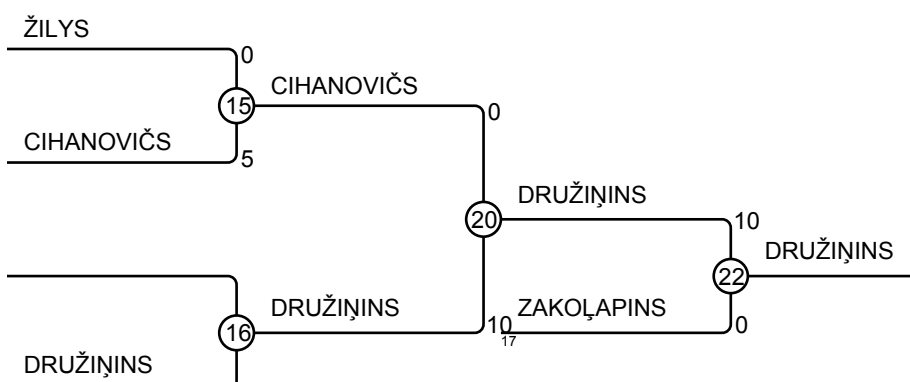 ŽILYS
0
15
CIHANOVIČS
0
CIHANOVIČS
5
DRUŽIŅINS
20
10
DRUŽIŅINS
22
DRUŽIŅINS
16
10
17
ZAKOĻAPINS
0
DRUŽIŅINS